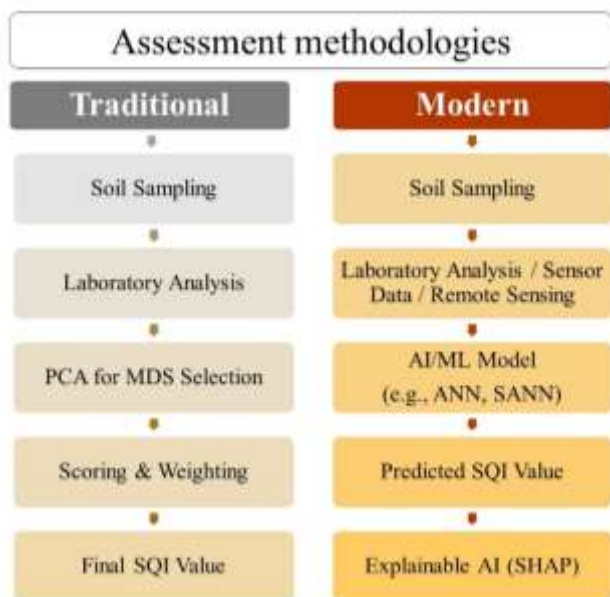 Assessment methodologies
Traditional
Soil Sampling
Laboratory Analysis
PCA for MDS Selection
Scoring & Weighting
Final SQI Value
Modern
Soil Sampling
Laboratory Analysis / Sensor
Data / Remote Sensing
AI/ML Model
(e.g., ANN, SANN)
Predicted SQI Value
Explainable AI (SHAP)